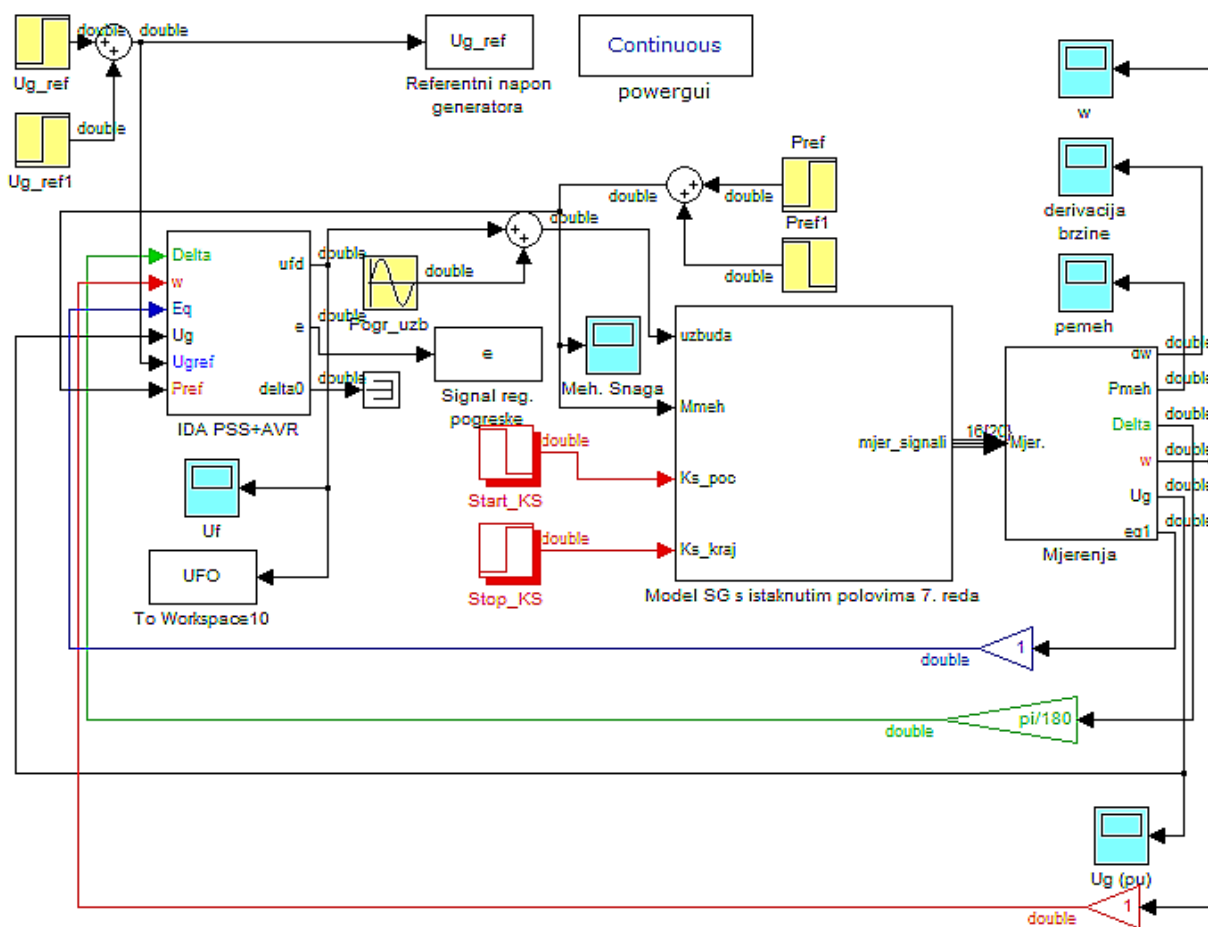 double
double
Ug_ref
Ug_ref
Referentni napon
generatora
Continuous
powergui
w
double
Ug_ref1
Pref
double
double
Pref1
double
derivacija
brzine
pemeh
double
Delta
w
Eq
Ug
Ugref
Pref
ufd
e
delta0
IDA PSS+AVR
double
double
double
double
Pogr_uzb
e
Signal reg.
pogreske
Meh. Snaga
uzbuda
Mmeh
Ks_poc
Ks_kraj
mjer_signali
Model SG s istaknutim polovima 7. reda
16{20}
Mjer.
dw
Pmeh
Delta
w
Ug
eq1
Mjerenja
double
double
double
double
double
double
double
Start_KS
double
Stop_KS
Uf
UFO
To Workspace10
1
double
pi/180
double
Ug (pu)
1
double